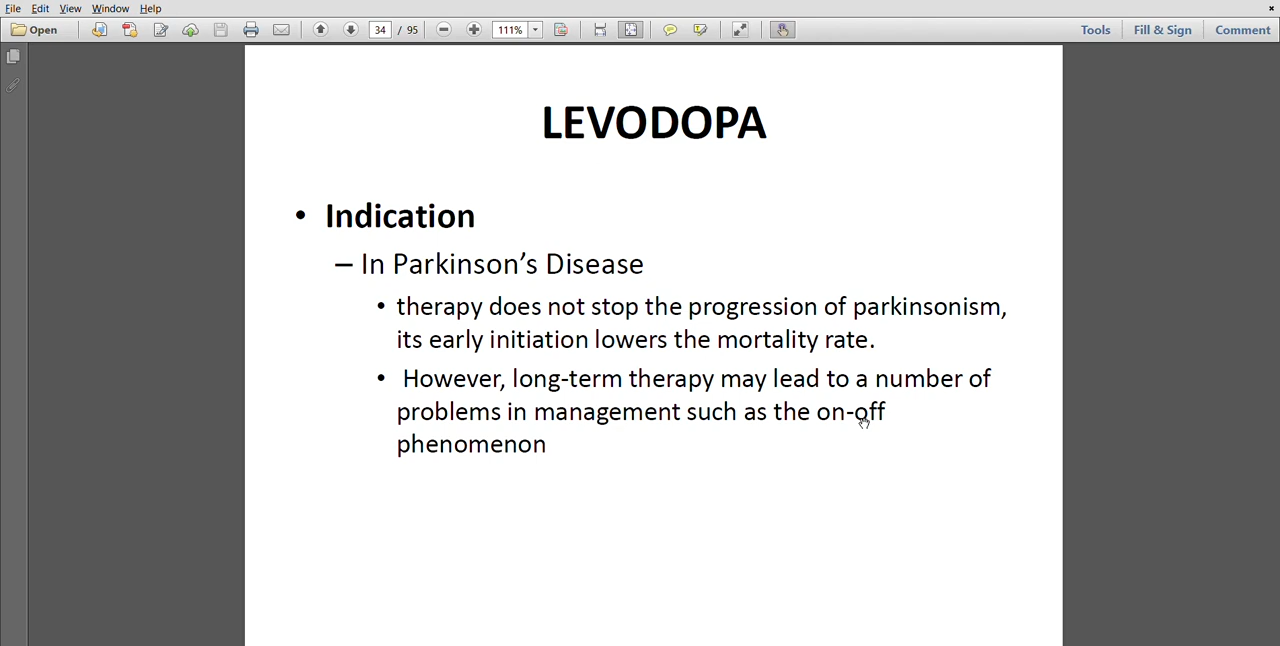 File Edit View Window Help ×
Open 34 / 95 111% Tools Fill & Sign Comment
LEVODOPA
• Indication
– In Parkinson’s Disease
• therapy does not stop the progression of parkinsonism,
its early initiation lowers the mortality rate.
• However, long-term therapy may lead to a number of
problems in management such as the on-off
phenomenon